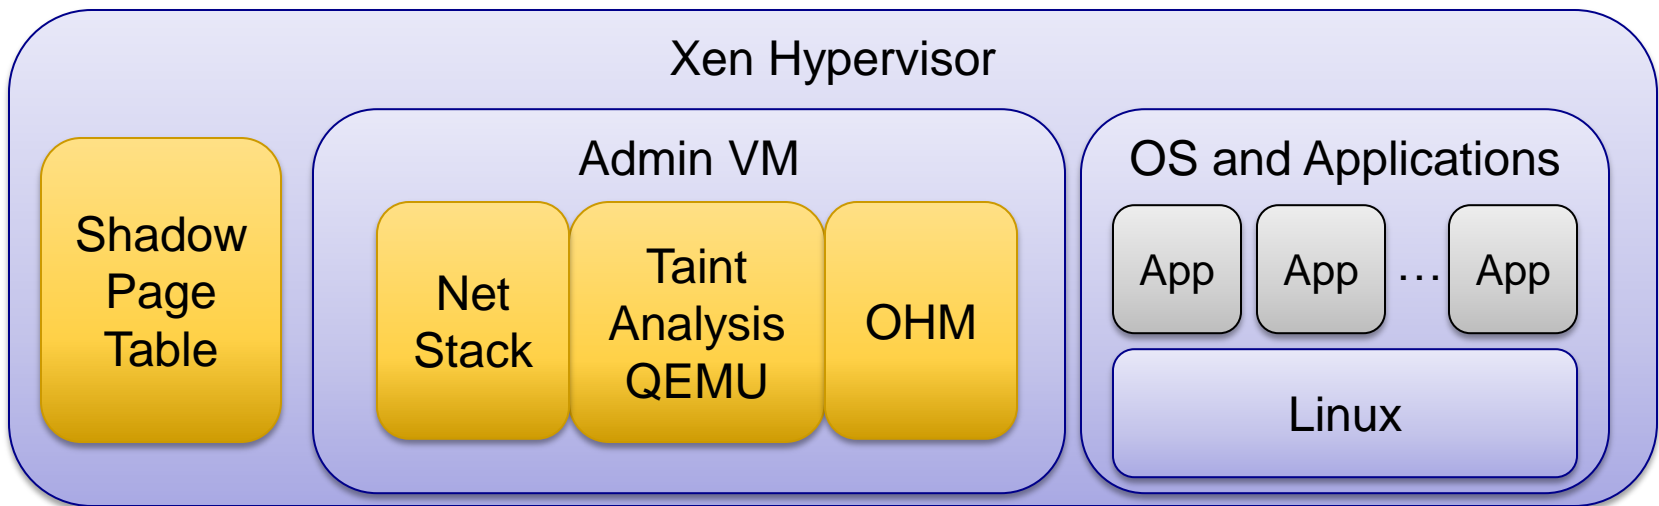 Xen Hypervisor
Shadow
Page
Table
Admin VM
Net
Stack
Taint
Analysis
QEMU
OHM
OS and Applications
App
App
...
App
Linux